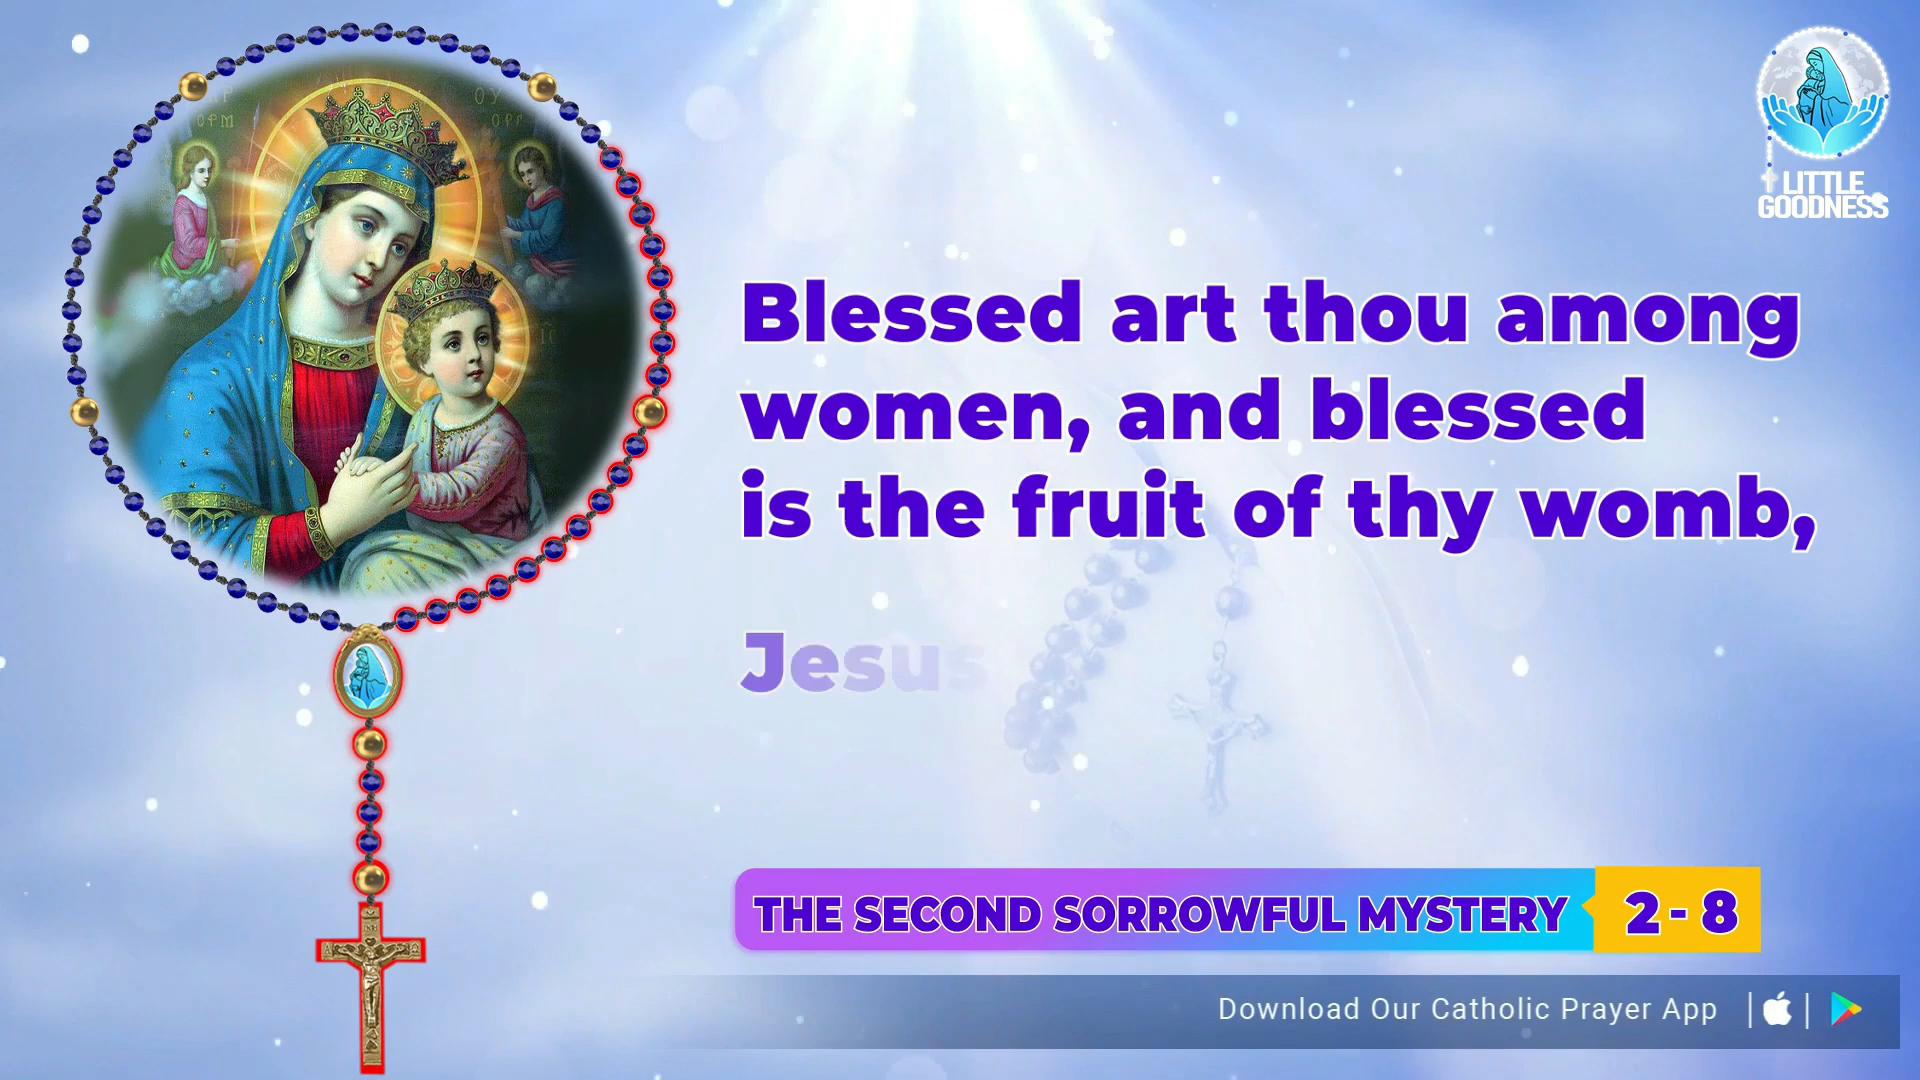 LITTLE
GOODNESS
Blessed art thou among
women, and blessed
is the fruit of thy womb,
Jesus
THE SECOND SORROWFUL MYSTERY 2 - 8
Download Our Catholic Prayer App